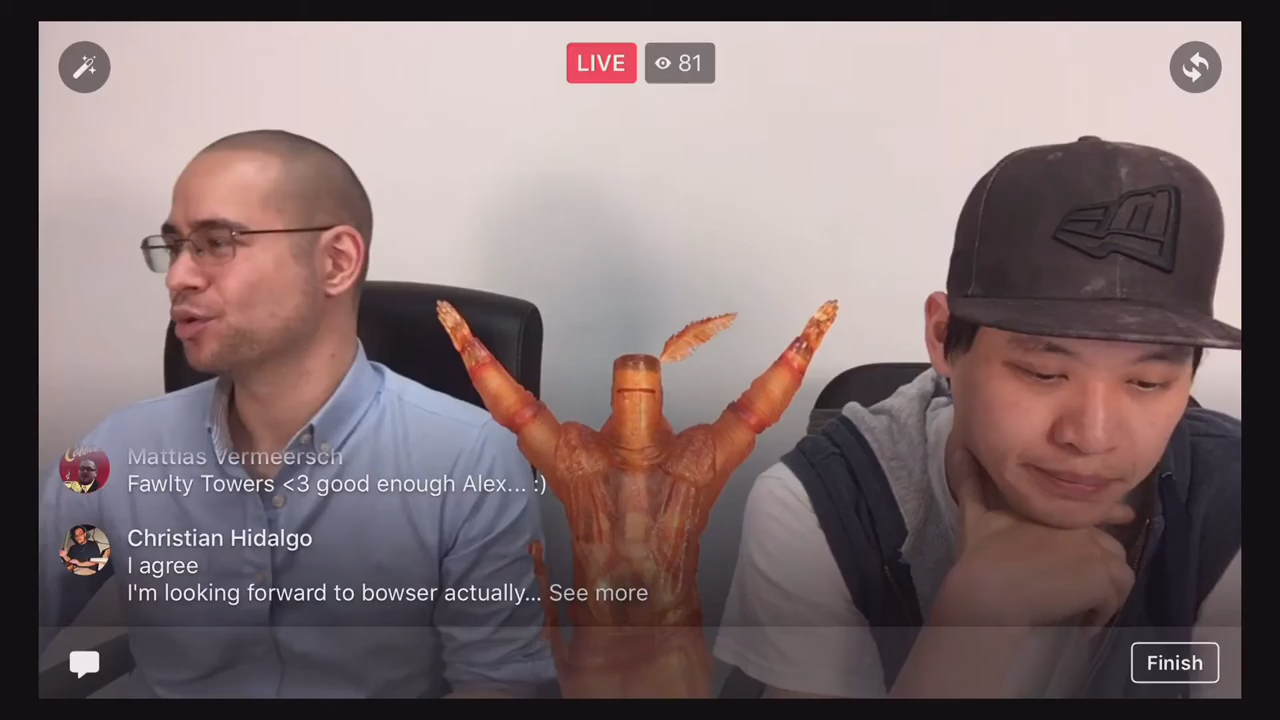 LIVE 81
Mattias Vermeersch
Fawlty Towers <3 good enough Alex... :)
Christian Hidalgo
I agree
I'm looking forward to bowser actually... See more
Finish